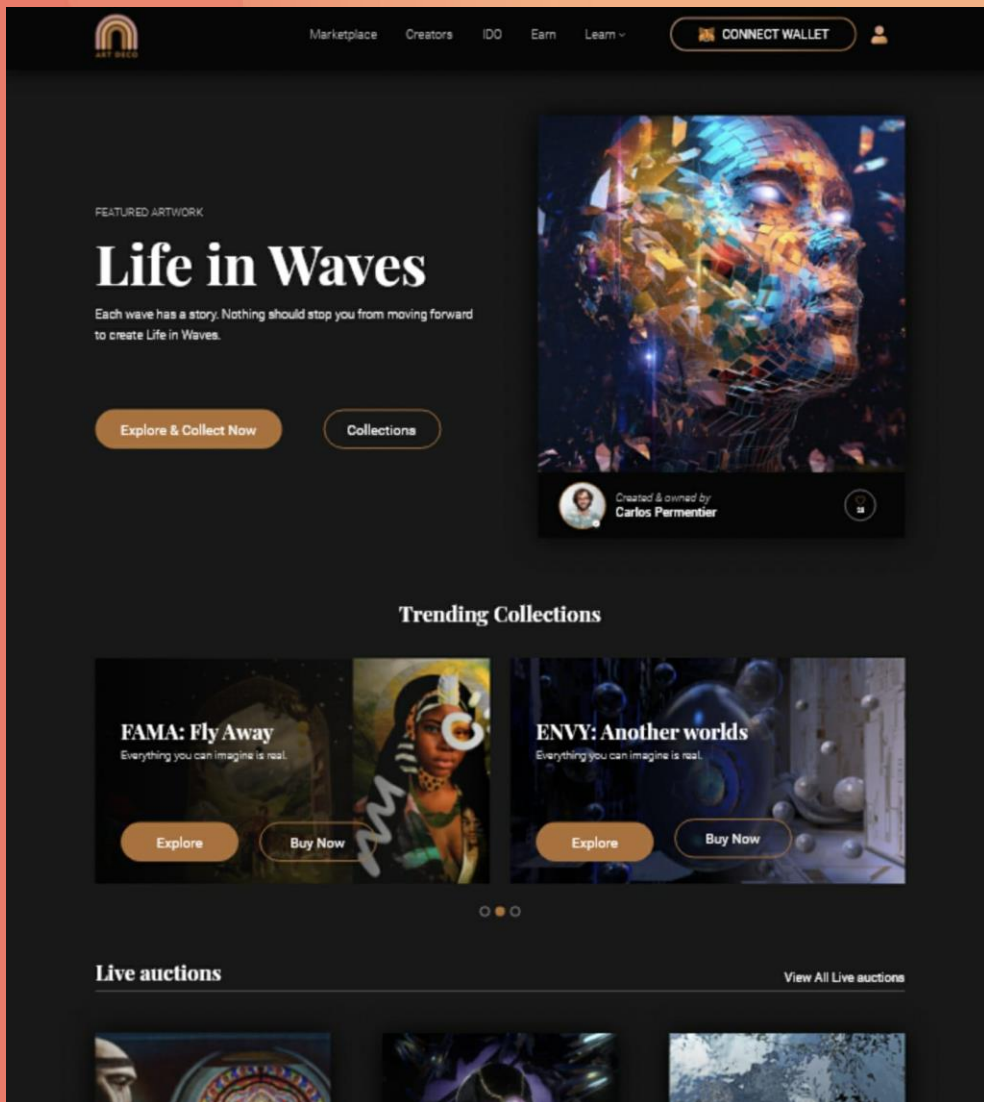 ART DECO
Marketplace
Creators
IDO
Earn
Learn
CONNECT WALLET
FEATURED ARTWORK
Life in Waves
Each wave has a story. Nothing should stop you from moving forward
to create Life in Waves.
Explore & Collect Now
Collections
Created & owned by
Carlos Permentier
Trending Collections
FAMA: Fly Away
Everything you can imagine is real.
Explore
Buy Now
ENVY: Another worlds
Everything you can imagine is real.
Explore
Buy Now
Live auctions
View All Live auctions